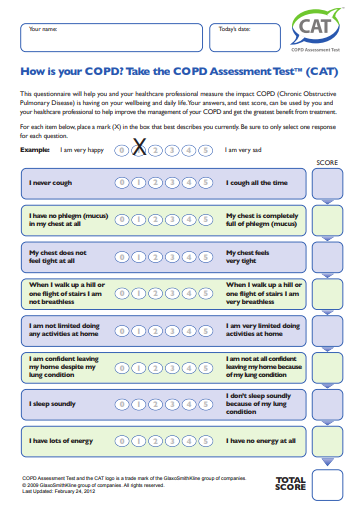 Your name:
Today's date:
CAT
COPD Assessment Test
How is your COPD? Take the COPD Assessment Test™ (CAT)
This questionnaire will help you and your healthcare professional measure the impact COPD (Chronic Obstructive
Pulmonary Disease) is having on your wellbeing and daily life. Your answers, and test score, can be used by you and
your healthcare professional to help improve the management of your COPD and get the greatest benefit from treatment.
For each item below, place a mark (X) in the box that best describes you currently. Be sure to only select one response
for each question.
Example: I am very happy 0 X 2 3 4 5 I am very sad
SCORE
I never cough 0 1 2 3 4 5 I cough all the time
I have no phlegm (mucus)
in my chest at all
0 1 2 3 4 5
My chest is completely
full of phlegm (mucus)
My chest does not
feel tight at all
0 1 2 3 4 5
My chest feels
very tight
When I walk up a hill or
one flight of stairs I am
not breathless
0 1 2 3 4 5
When I walk up a hill or
one flight of stairs I am
very breathless
I am not limited doing
any activities at home
0 1 2 3 4 5
I am very limited doing
activities at home
I am confident leaving
my home despite my
lung condition
0 1 2 3 4 5
I am not at all confident
leaving my home because
of my lung condition
I sleep soundly
0 1 2 3 4 5
I don't sleep soundly
because of my lung
condition
I have lots of energy 0 1 2 3 4 5 I have no energy at all
COPD Assessment Test and the CAT logo is a trade mark of the GlaxoSmithKline group of companies.
© 2009 GlaxoSmithKline group of companies. All rights reserved.
Last Updated: February 24, 2012
TOTAL
SCORE